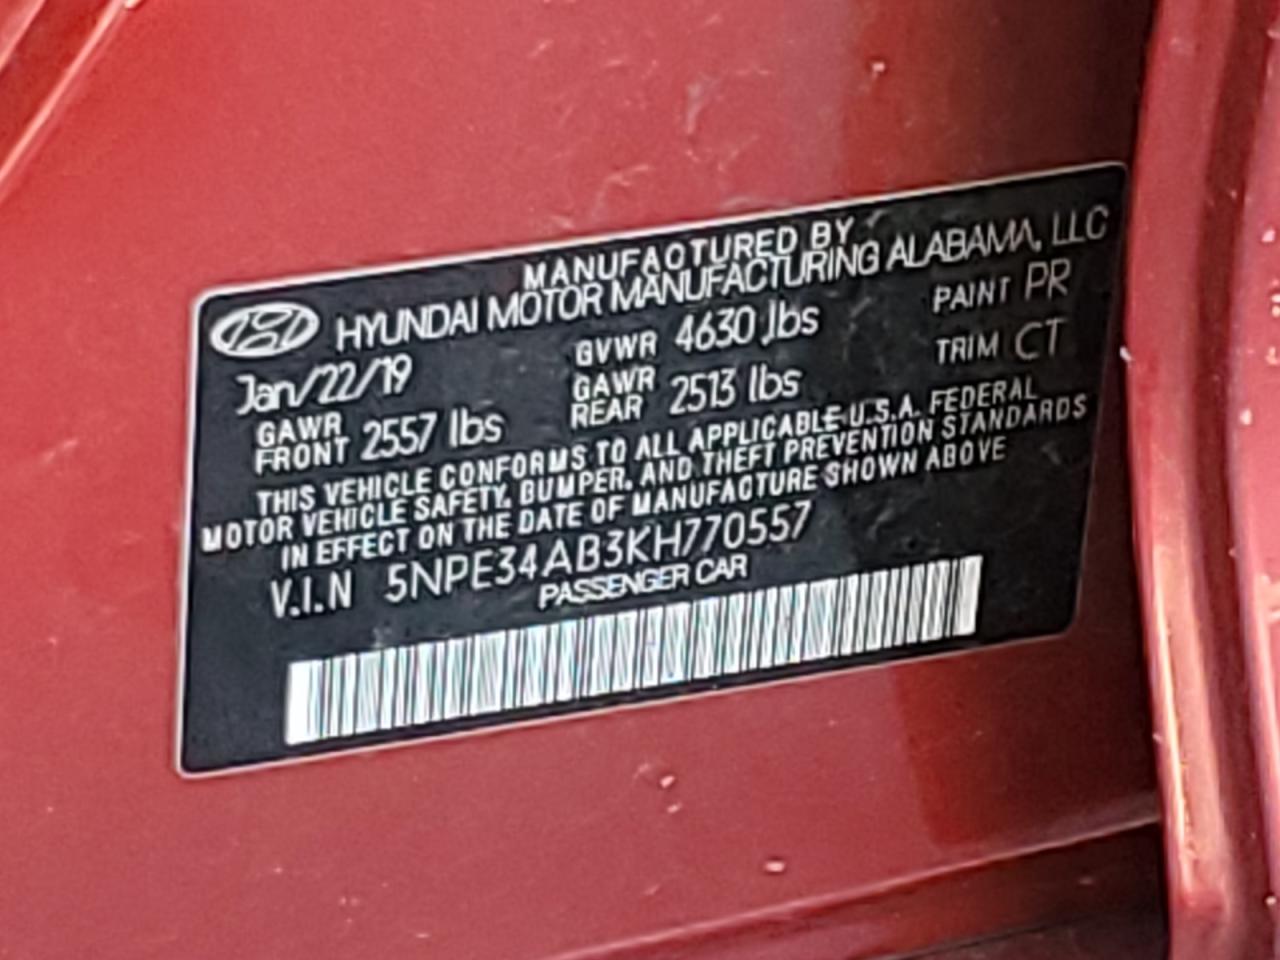 MANUFACTURED BY
HYUNDAI MOTOR MANUFACTURING ALABAMA, LLC
Jan/22/19 GVWR 4630 lbs PAINT PR
GAWR FRONT 2557 lbs GAWR REAR 2513 lbs TRIM CT
THIS VEHICLE CONFORMS TO ALL APPLICABLE U.S.A. FEDERAL
MOTOR VEHICLE SAFETY, BUMPER, AND THEFT PREVENTION STANDARDS
IN EFFECT ON THE DATE OF MANUFACTURE SHOWN ABOVE
V.I.N 5NPE34AB3KH770557
PASSENGER CAR